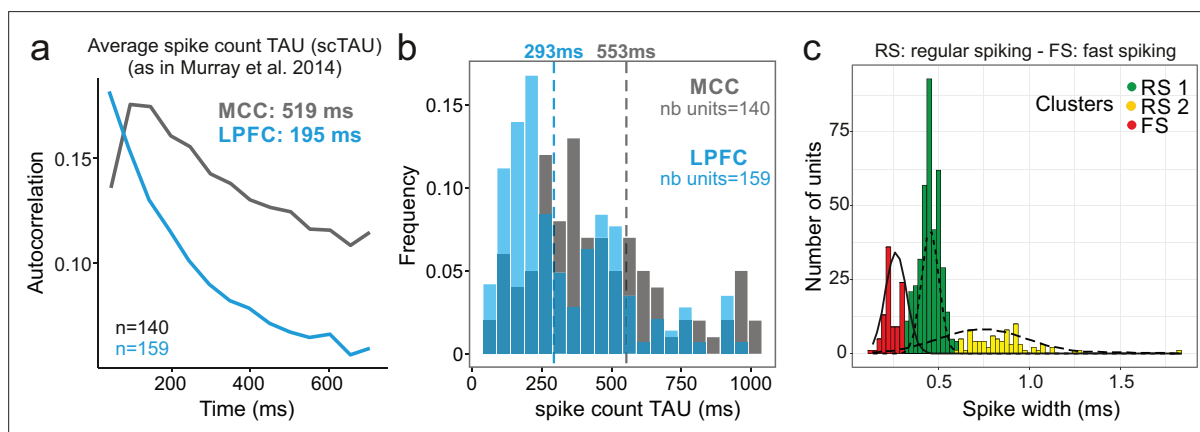 a
Average spike count TAU (scTAU)
(as in Murray et al. 2014)
MCC: 519 ms
LPFC: 195 ms
Autocorrelation
0.15
0.10
n=140
n=159
200
400
600
Time (ms)
b
293ms
553ms
MCC
nb units=140
LPFC
nb units=159
Frequency
0.15
0.10
0.05
0
0
250
500
750
1000
spike count TAU (ms)
c
RS: regular spiking - FS: fast spiking
Clusters
RS 1
RS 2
FS
Number of units
75
50
25
0
0.5
1.0
1.5
Spike width (ms)